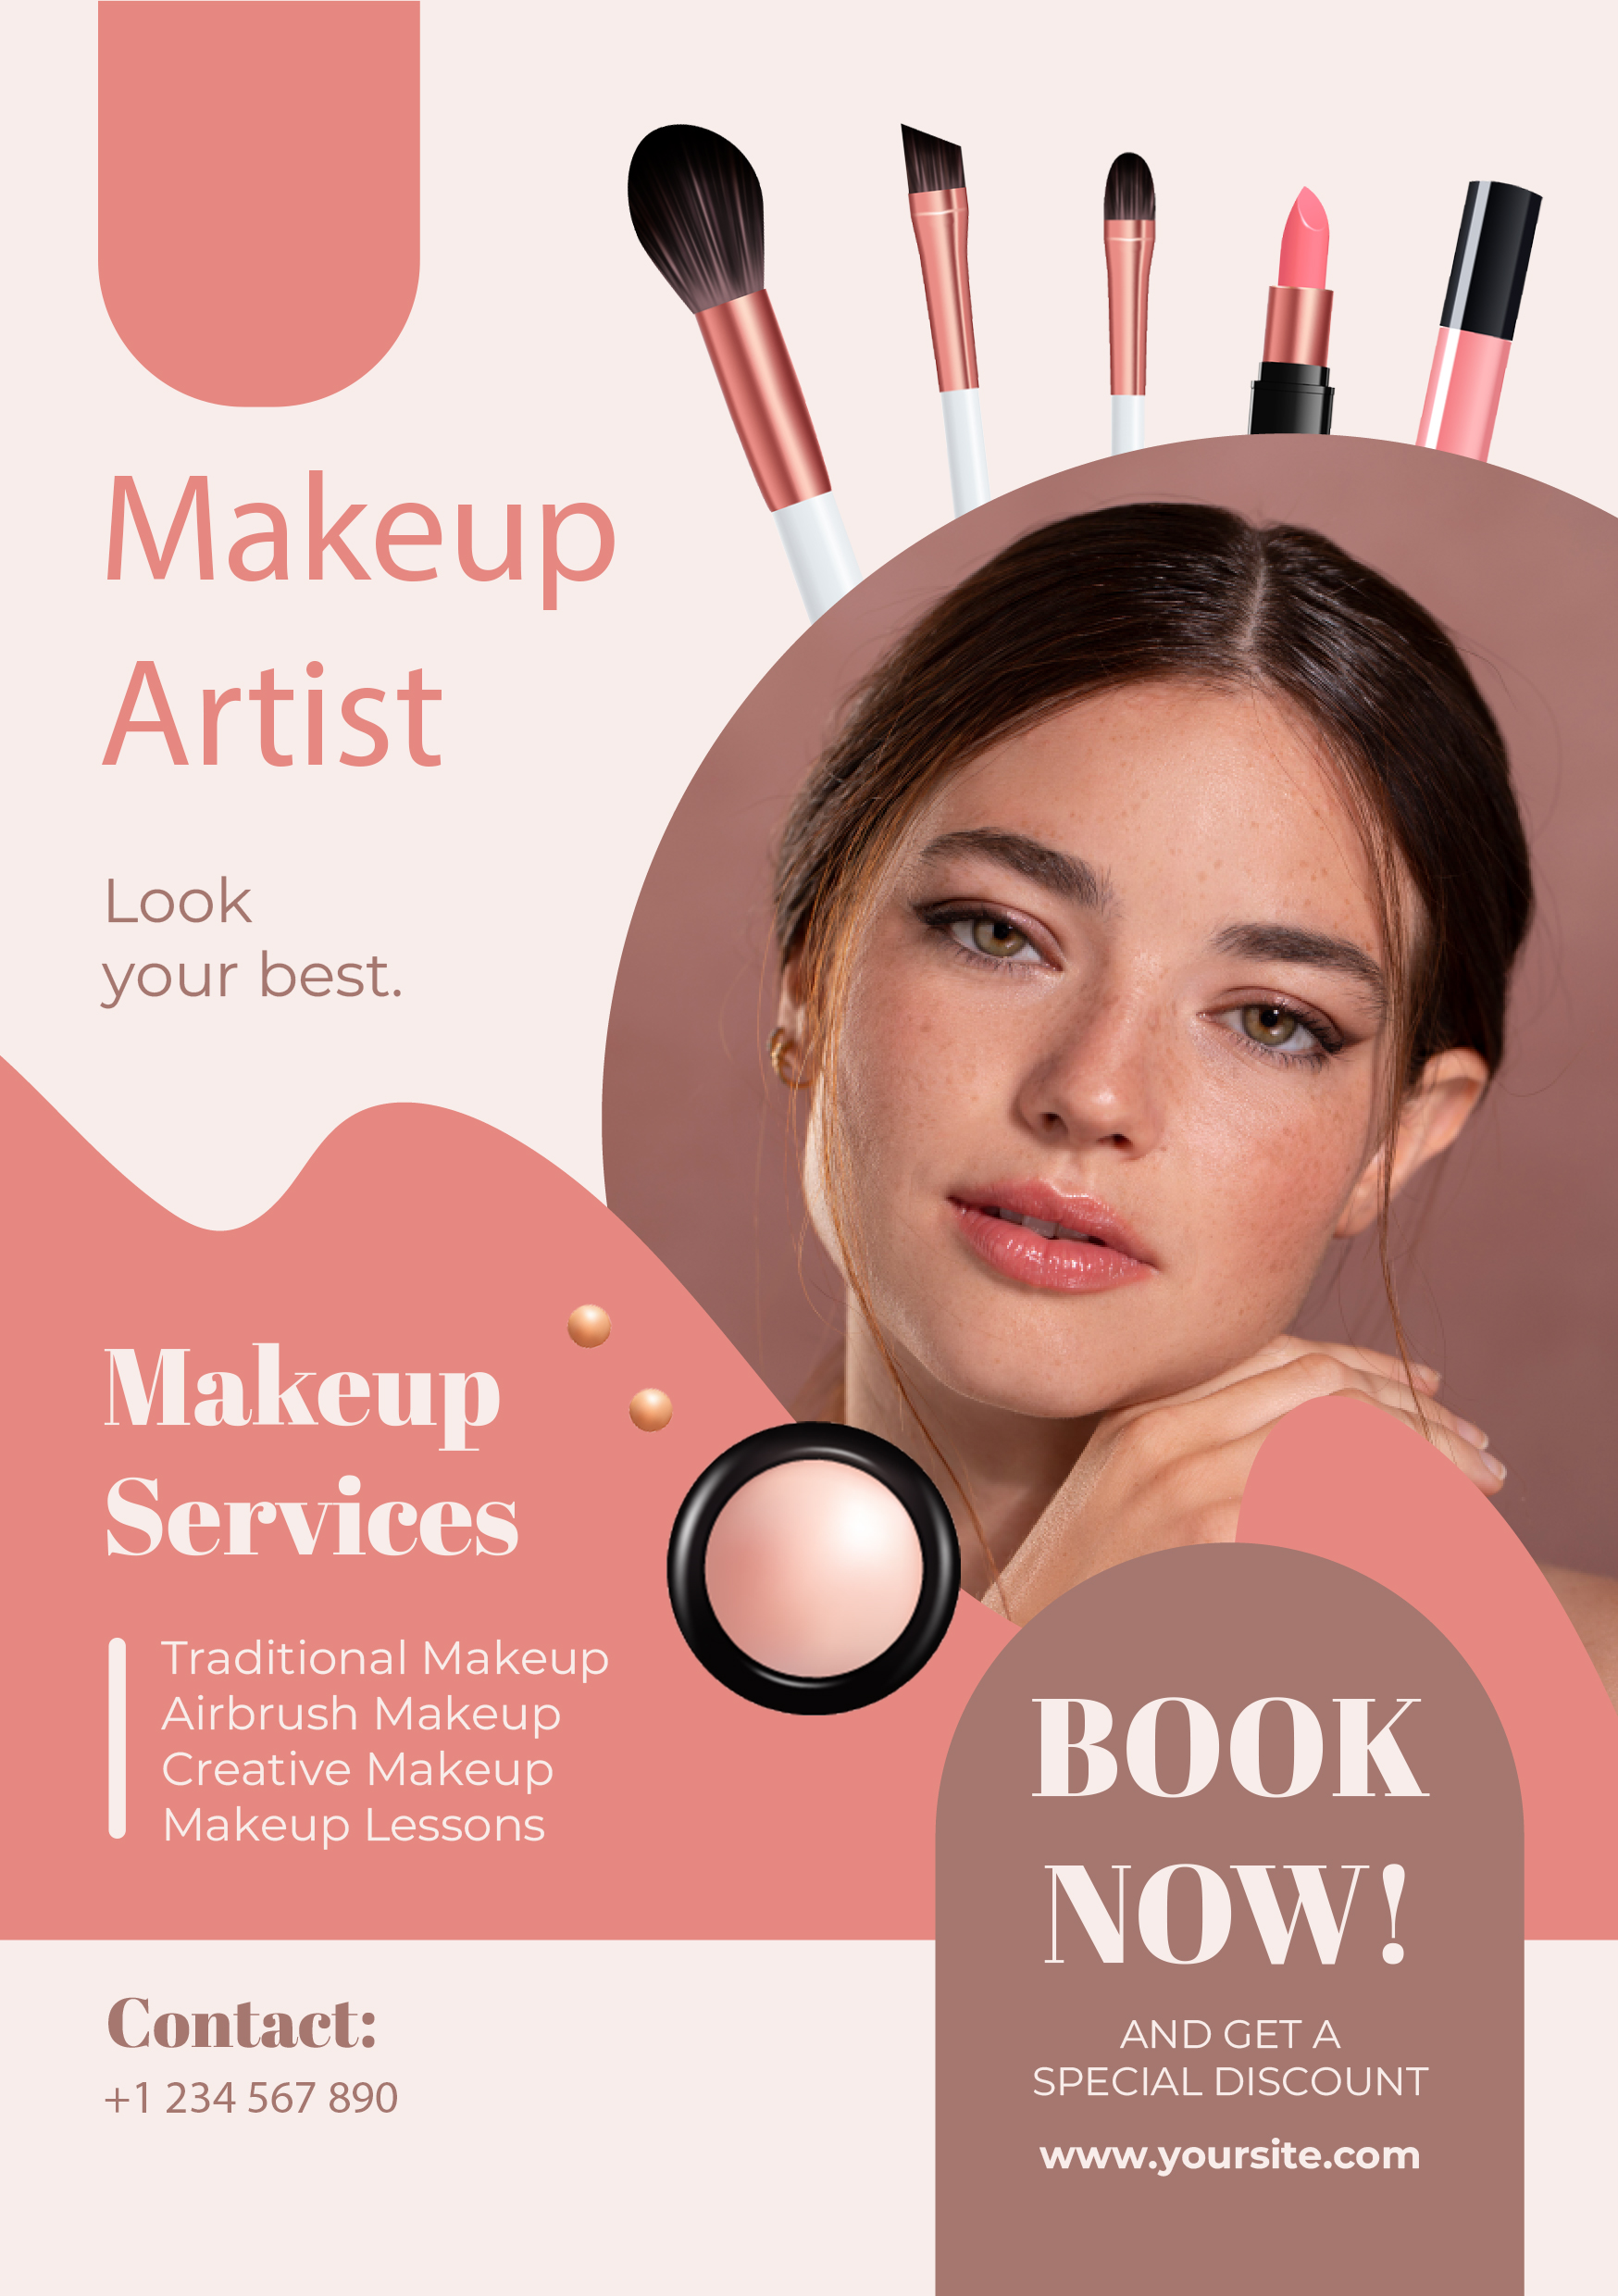 Makeup
Artist
Look
your best.
Makeup
Services
Traditional Makeup
Airbrush Makeup
Creative Makeup
Makeup Lessons
BOOK
NOW!
AND GET A
SPECIAL DISCOUNT
www.yoursite.com
Contact:
+1 234 567 890